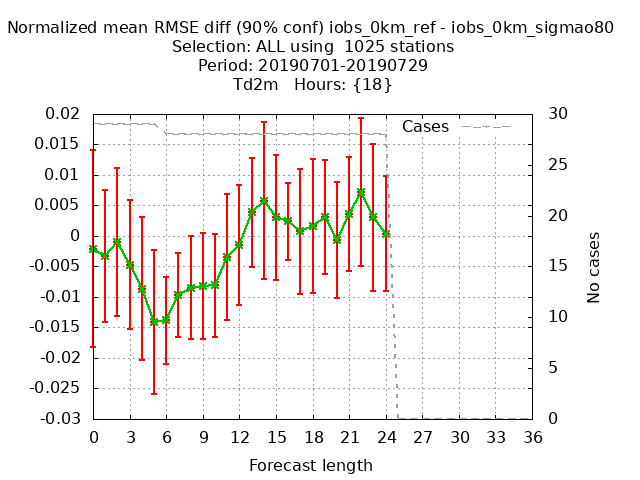 Normalized mean RMSE diff (90% conf) iobs_0km_ref - iobs_0km_sigmao80
Selection: ALL using  1025 stations
Period: 20190701-20190729
Td2m   Hours: {18}
Cases
0.02
0.015
0.01
0.005
0
-0.005
-0.01
-0.015
-0.02
-0.025
-0.03
30
25
20
15
10
5
0
No cases
0 3 6 9 12 15 18 21 24 27 30 33 36
Forecast length